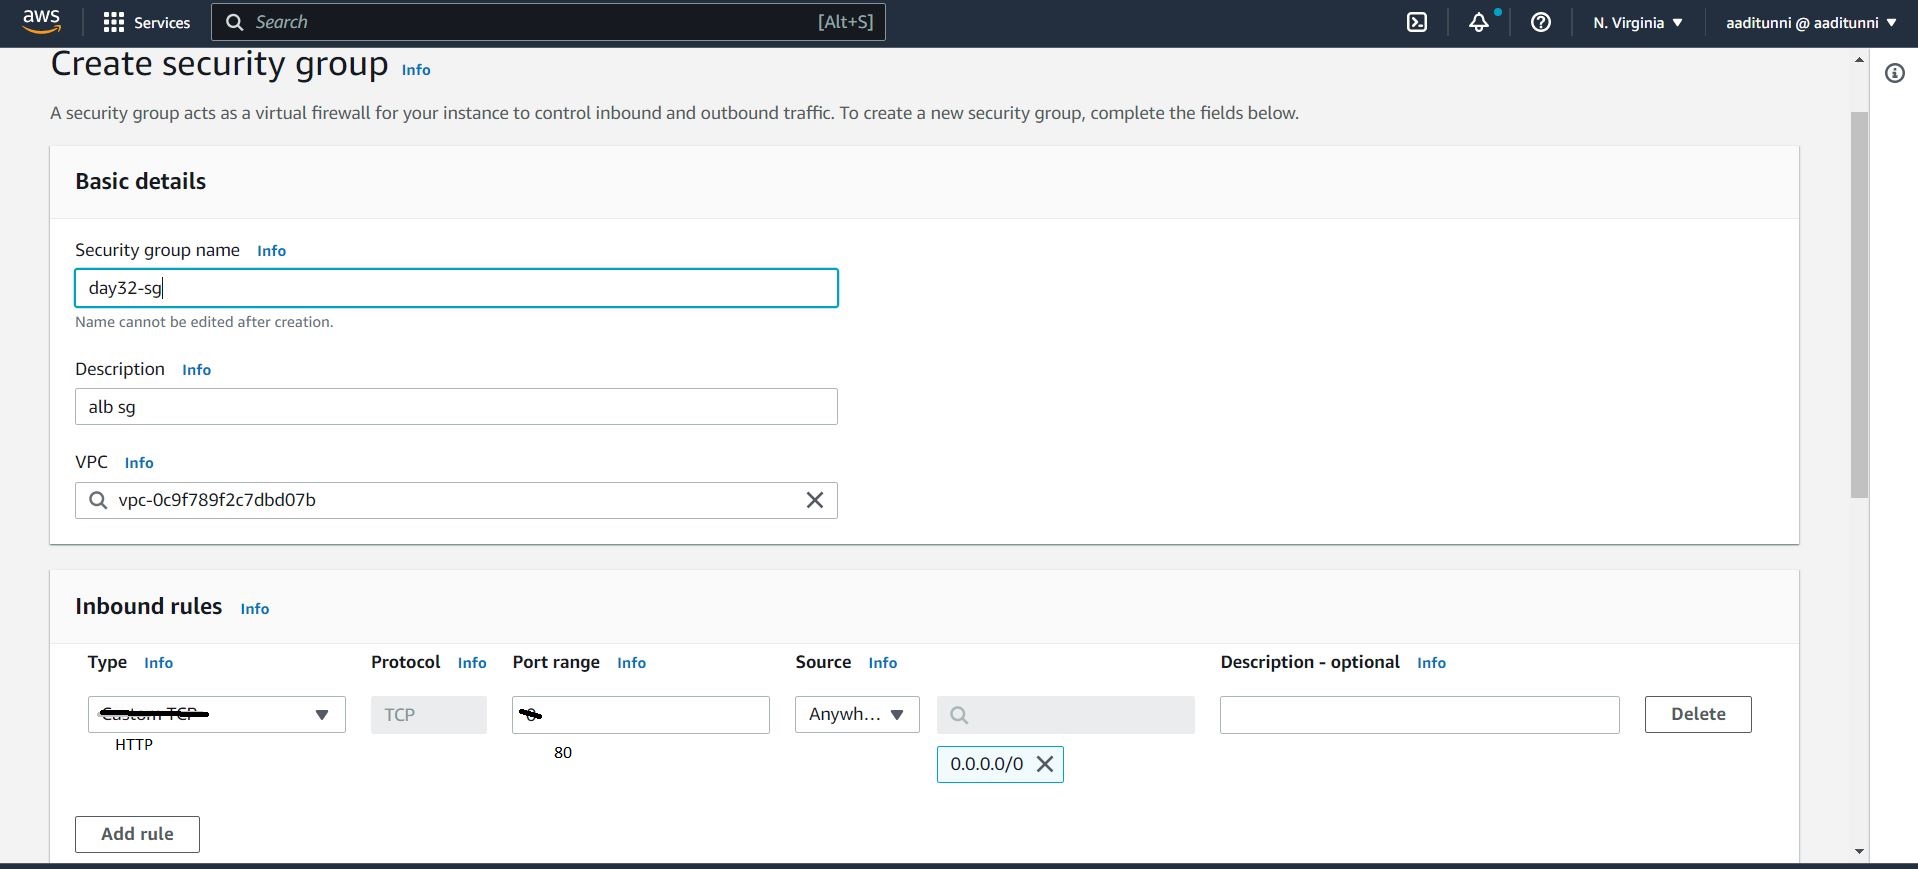 aws Services Search [Alt+S] N. Virginia aaditunni @ aaditunni
Create security group Info
A security group acts as a virtual firewall for your instance to control inbound and outbound traffic. To create a new security group, complete the fields below.
Basic details
Security group name Info
day32-sg
Name cannot be edited after creation.
Description Info
alb sg
VPC Info
vpc-0c9f789f2c7dbd07b
Inbound rules Info
Type Info Protocol Info Port range Info Source Info Description - optional Info
Custom TCP TCP 0 Anywh... Delete
HTTP 80 0.0.0.0/0
Add rule